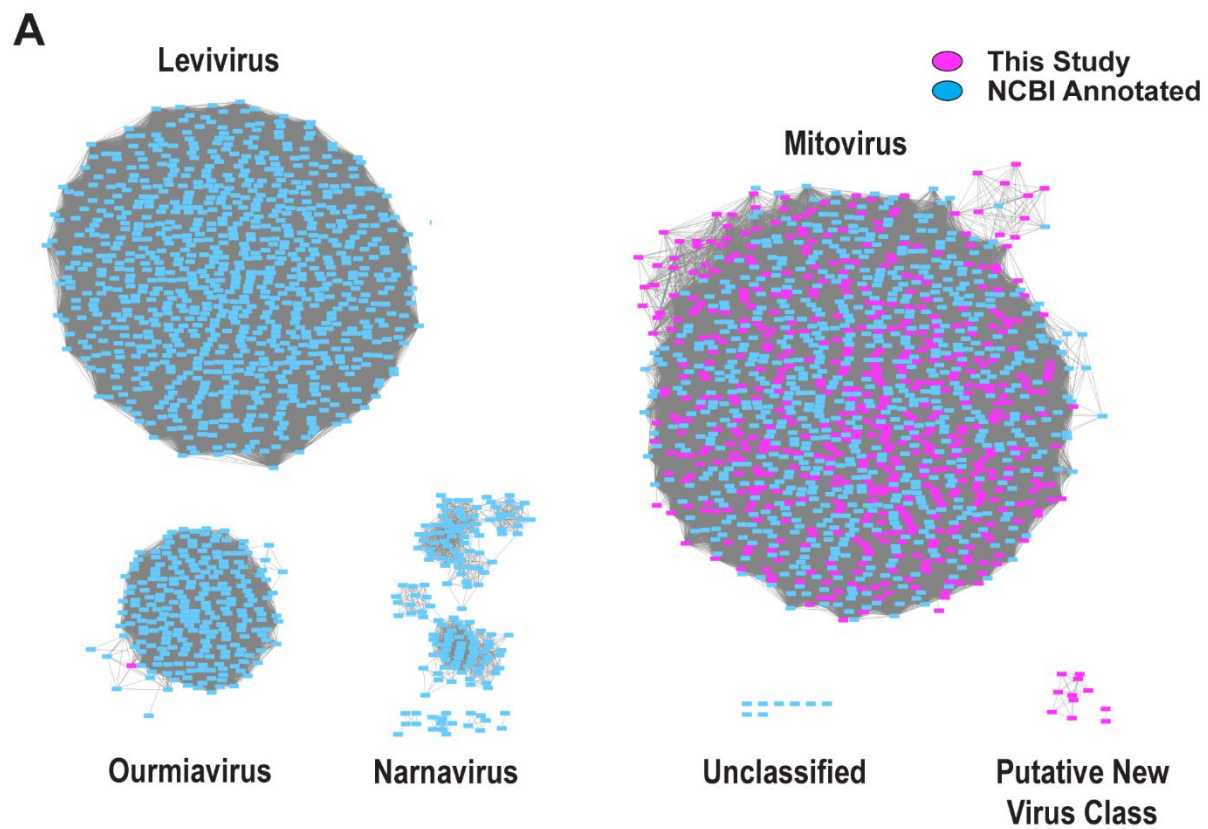 A
Levivirus
This Study
NCBI Annotated
Mitovirus
Ourmiavirus
Narnavirus
Unclassified
Putative New
Virus Class